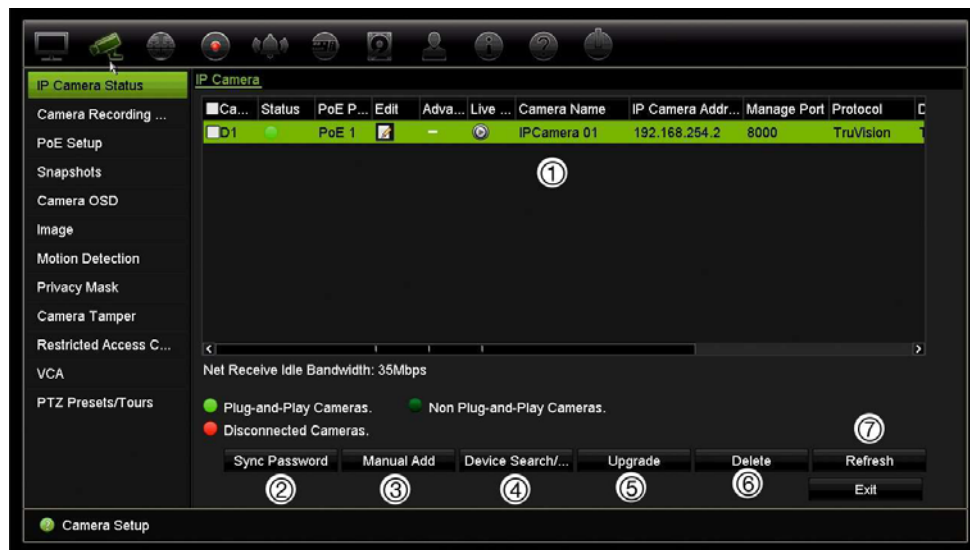 IP Camera Status
Camera Recording ...
PoE Setup
Snapshots
Camera OSD
Image
Motion Detection
Privacy Mask
Camera Tamper
Restricted Access C...
VCA
PTZ Presets/Tours
IP Camera
Ca... Status PoE P... Edit Adva... Live ... Camera Name IP Camera Addr... Manage Port Protocol
D1 PoE 1 – IPCamera 01 192.168.254.2 8000 TruVision
①
Net Receive Idle Bandwidth: 35Mbps
Plug-and-Play Cameras. Non Plug-and-Play Cameras.
Disconnected Cameras.
⑦
Sync Password Manual Add Device Search/... Upgrade Delete Refresh
② ③ ④ ⑤ ⑥
Exit
Camera Setup